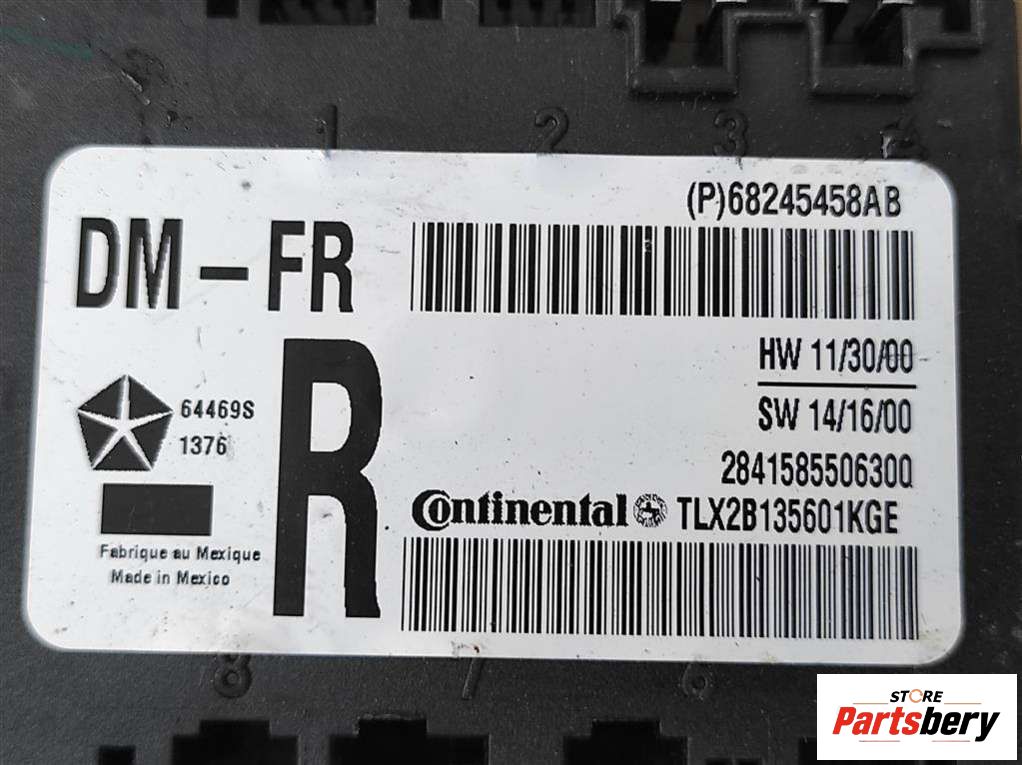 1 2 3 4
(P)68245458AB
DM-FR
HW 11/30/00
SW 14/16/00
R
64469S
1376
2841585506300
Continental TLX2B135601KGE
Fabrique au Mexique
Made in Mexico
8 7 6
STORE
Partsbery